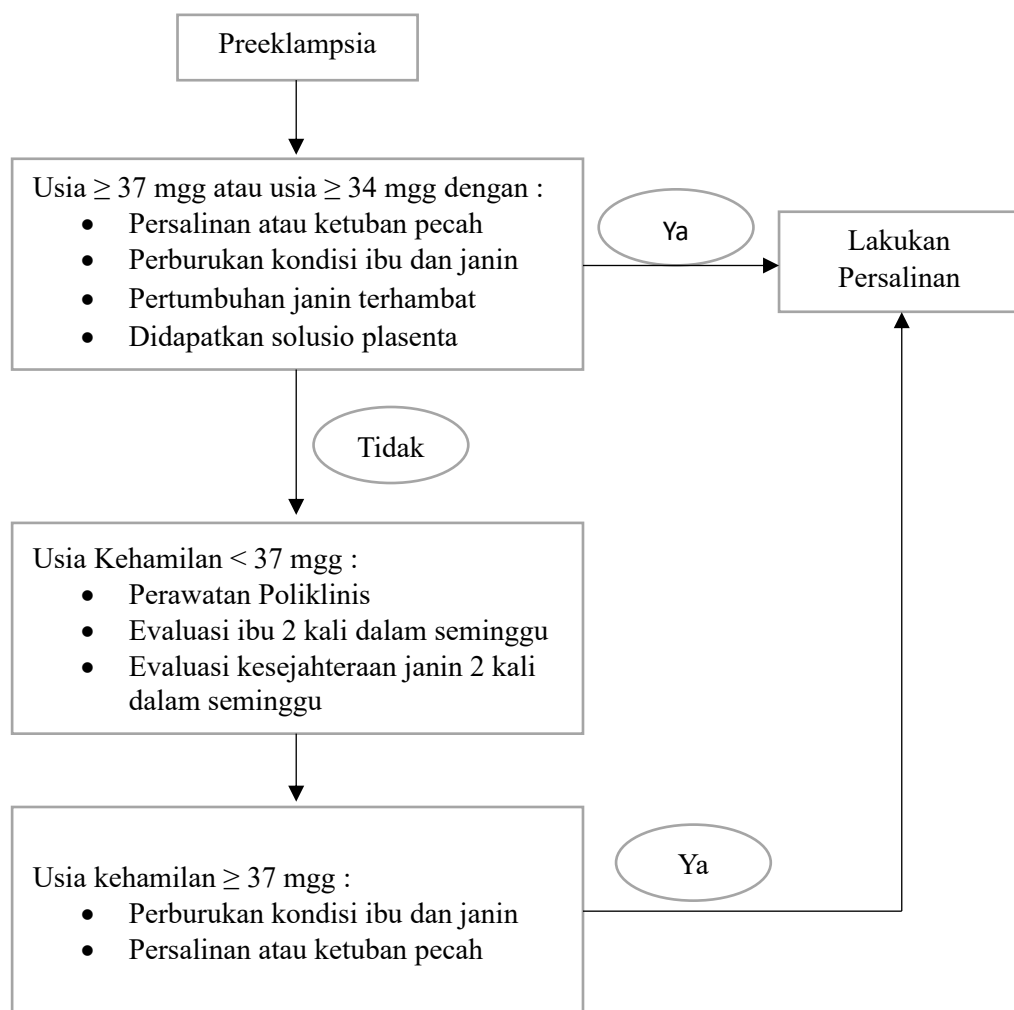 Preeklampsia
Usia ≥ 37 mgg atau usia ≥ 34 mgg dengan :
• Persalinan atau ketuban pecah
• Perburukan kondisi ibu dan janin
• Pertumbuhan janin terhambat
• Didapatkan solusio plasenta
Ya
Lakukan
Persalinan
Tidak
Usia Kehamilan < 37 mgg :
• Perawatan Poliklinis
• Evaluasi ibu 2 kali dalam seminggu
• Evaluasi kesejahteraan janin 2 kali
dalam seminggu
Usia kehamilan ≥ 37 mgg :
• Perburukan kondisi ibu dan janin
• Persalinan atau ketuban pecah
Ya